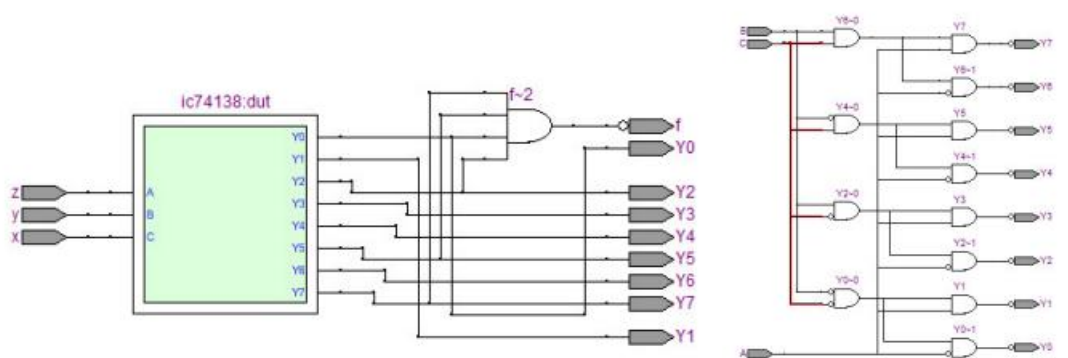 ic74138:dut
f~2
z
y
x
A
B
C
Y0
Y1
Y2
Y3
Y4
Y5
Y6
Y7
f
Y0
Y2
Y3
Y4
Y5
Y6
Y7
Y1
B
C
A
Y6~0
Y4~0
Y2~0
Y0~0
Y7
Y6~1
Y5
Y4~1
Y3
Y2~1
Y1
Y0~1
Y7
Y6
Y5
Y4
Y3
Y2
Y1
Y0